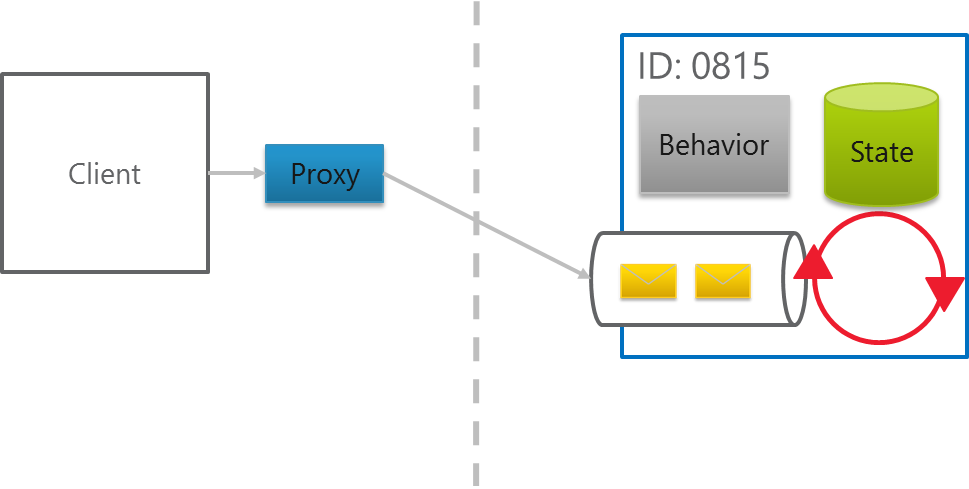 ID: 0815
Behavior
State
Client
Proxy